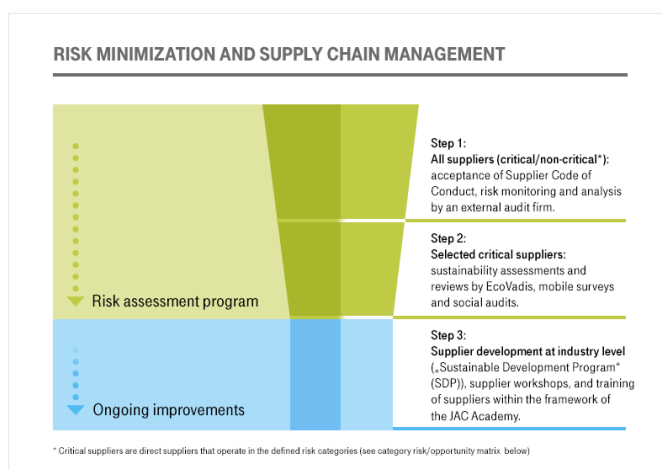 RISK MINIMIZATION AND SUPPLY CHAIN MANAGEMENT
Step 1:
All suppliers (critical/non-critical*):
acceptance of Supplier Code of
Conduct, risk monitoring and analysis
by an external audit firm.
Step 2:
Selected critical suppliers:
sustainability assessments and
reviews by EcoVadis, mobile surveys
and social audits.
Risk assessment program
Step 3:
Supplier development at industry level
(„Sustainable Development Program“
(SDP)), supplier workshops, and training
of suppliers within the framework of
the JAC Academy.
Ongoing improvements
* Critical suppliers are direct suppliers that operate in the defined risk categories (see category risk/opportunity matrix below)